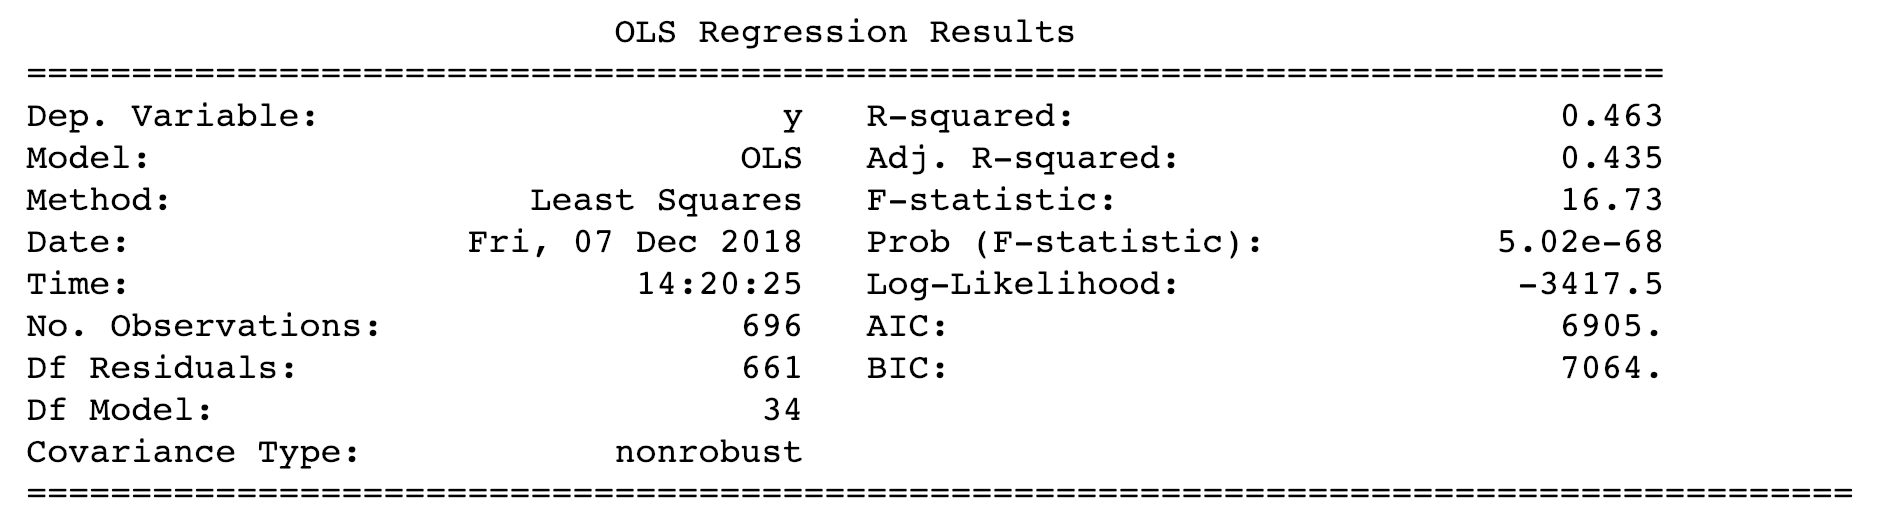 OLS Regression Results
==============================================================================
Dep. Variable: y R-squared: 0.463
Model: OLS Adj. R-squared: 0.435
Method: Least Squares F-statistic: 16.73
Date: Fri, 07 Dec 2018 Prob (F-statistic): 5.02e-68
Time: 14:20:25 Log-Likelihood: -3417.5
No. Observations: 696 AIC: 6905.
Df Residuals: 661 BIC: 7064.
Df Model: 34
Covariance Type: nonrobust
=======================================================================================